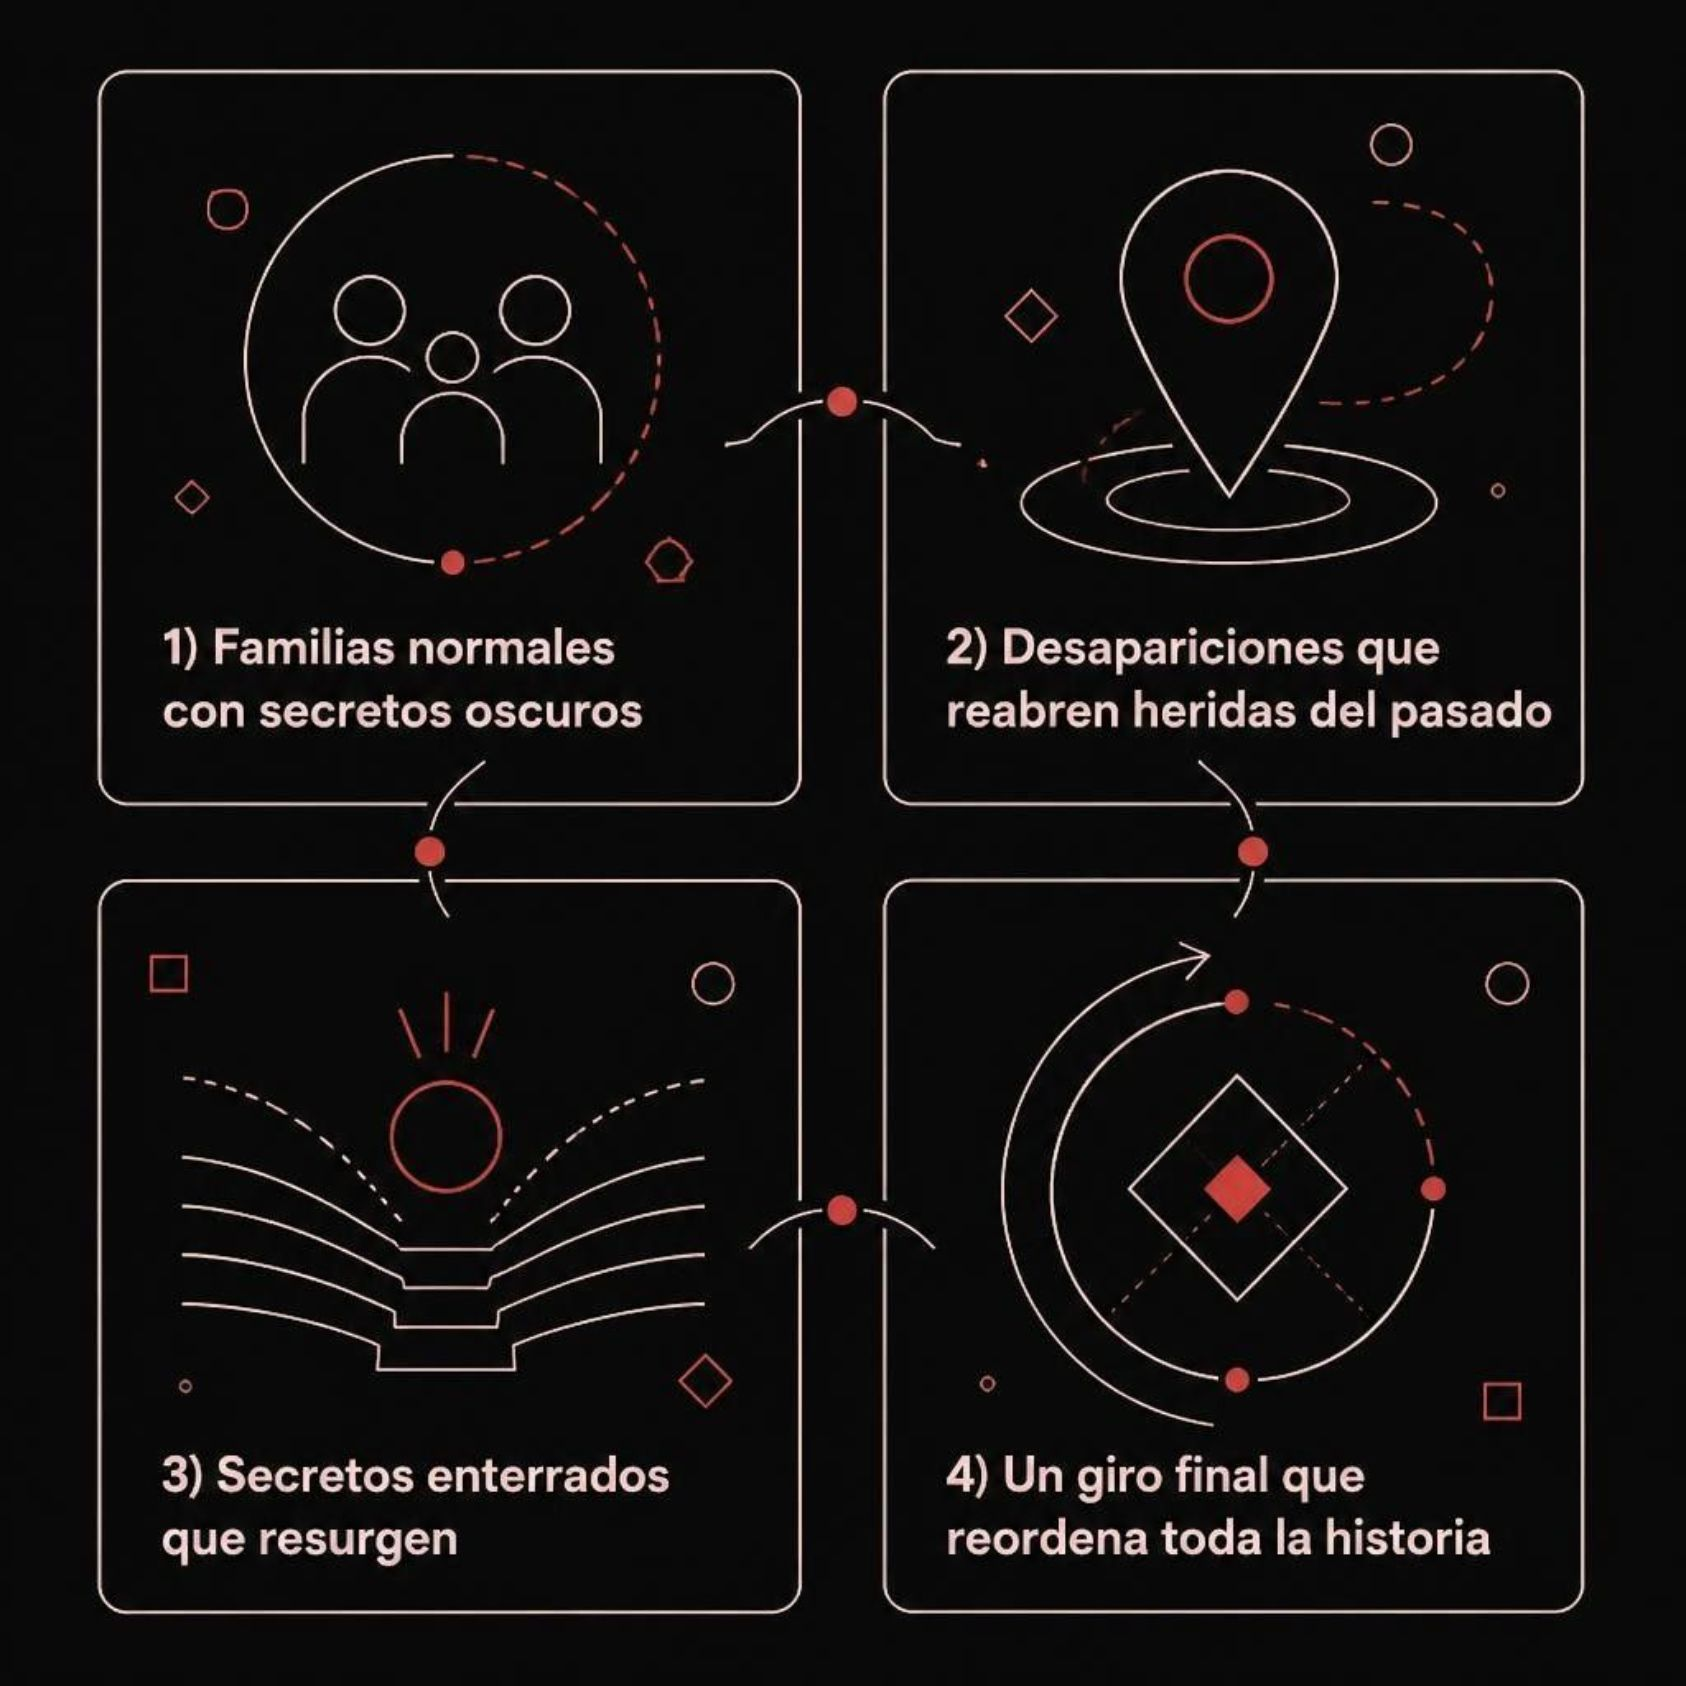 1) Familias normales
con secretos oscuros
2) Desapariciones que
reabren heridas del pasado
3) Secretos enterrados
que resurgen
4) Un giro final que
reordena toda la historia